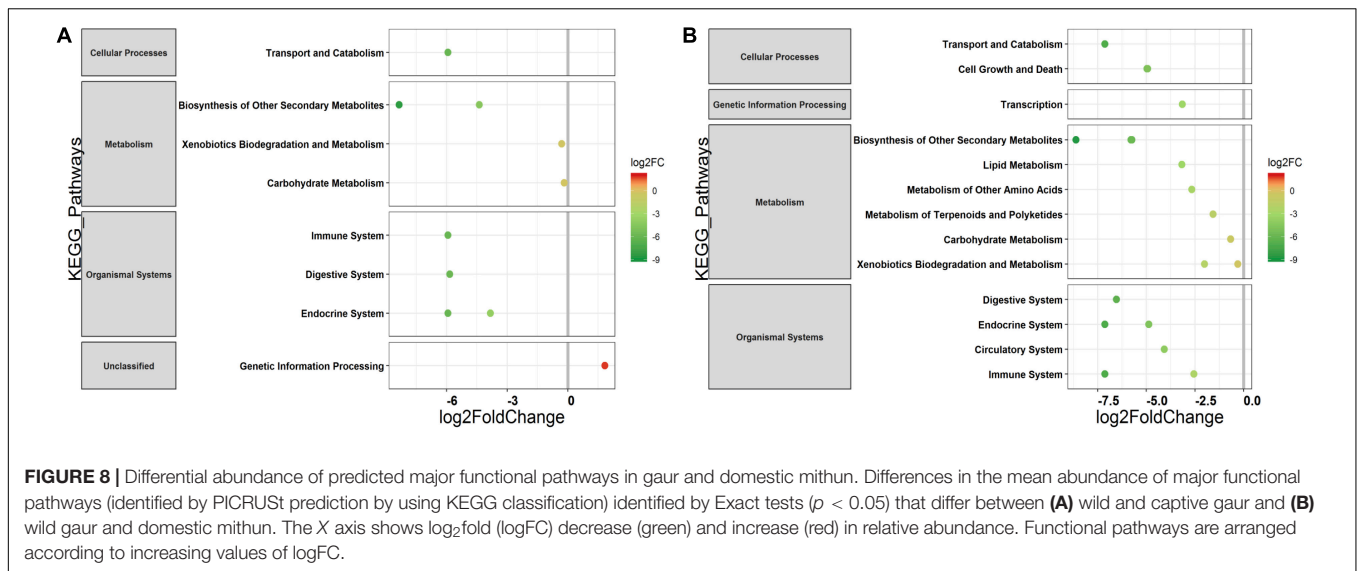 A
KEGG_Pathways
Cellular Processes
Transport and Catabolism
Metabolism
Biosynthesis of Other Secondary Metabolites
Xenobiotics Biodegradation and Metabolism
Carbohydrate Metabolism
Organismal Systems
Immune System
Digestive System
Endocrine System
Unclassified
Genetic Information Processing
-6 -3 0
log2FoldChange
log2FC
0
-3
-6
-9
B
KEGG_Pathways
Cellular Processes
Transport and Catabolism
Cell Growth and Death
Genetic Information Processing
Transcription
Metabolism
Biosynthesis of Other Secondary Metabolites
Lipid Metabolism
Metabolism of Other Amino Acids
Metabolism of Terpenoids and Polyketides
Carbohydrate Metabolism
Xenobiotics Biodegradation and Metabolism
Organismal Systems
Digestive System
Endocrine System
Circulatory System
Immune System
-7.5 -5.0 -2.5 0.0
log2FoldChange
log2FC
0
-3
-6
-9
FIGURE 8 | Differential abundance of predicted major functional pathways in gaur and domestic mithun. Differences in the mean abundance of major functional
pathways (identified by PICRUSt prediction by using KEGG classification) identified by Exact tests (p < 0.05) that differ between (A) wild and captive gaur and (B)
wild gaur and domestic mithun. The X axis shows log₂fold (logFC) decrease (green) and increase (red) in relative abundance. Functional pathways are arranged
according to increasing values of logFC.